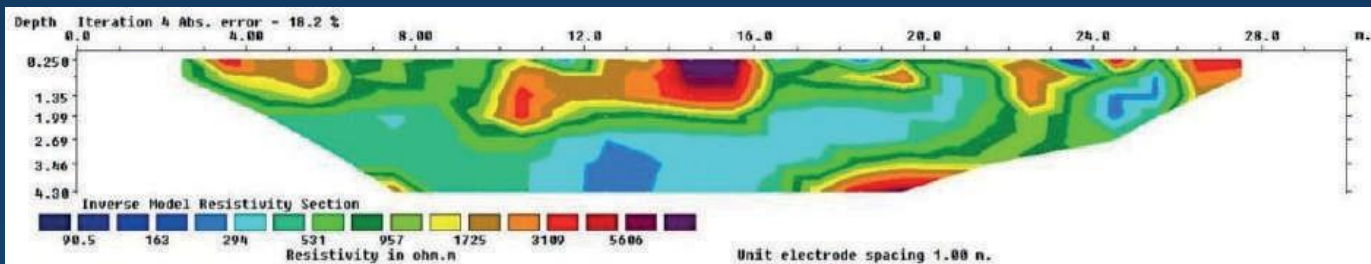 Depth Iteration 4 Abs. error - 18.2 %
0.0 4.00 8.00 12.0 16.0 20.0 24.0 28.0 m.
0.250
1.35
1.99
2.69
3.46
4.30
Inverse Model Resistivity Section
90.5 163 294 531 957 1725 3109 5606
Resistivity in ohm.m Unit electrode spacing 1.00 m.